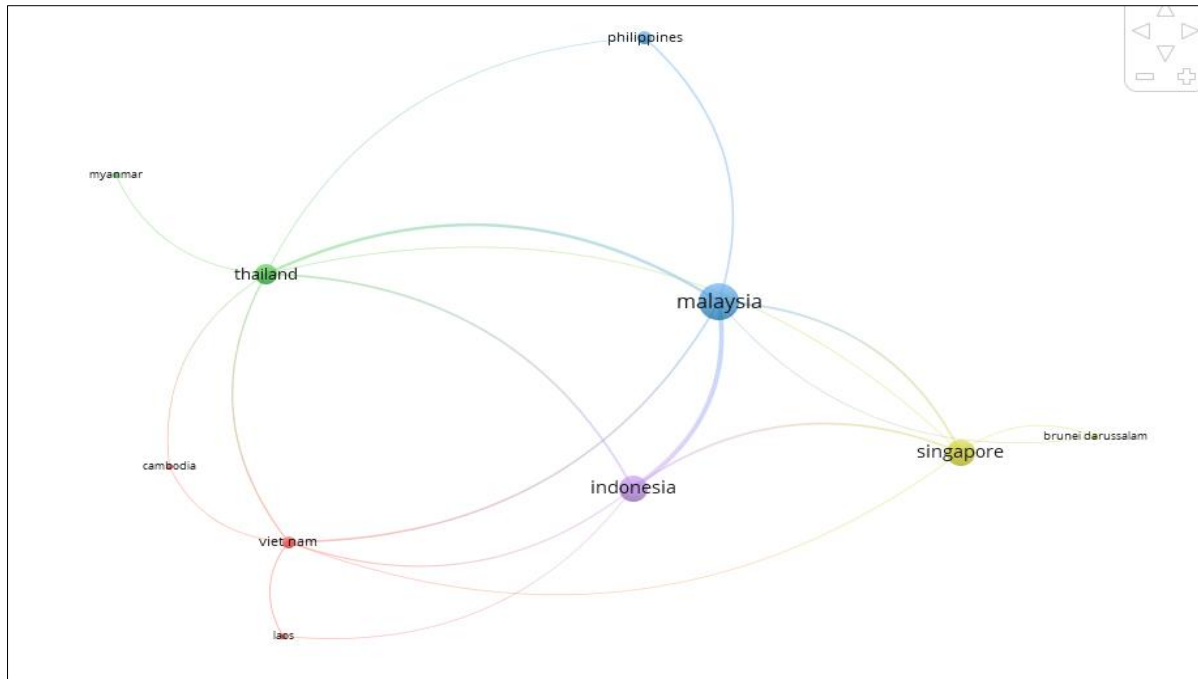 philippines
myanmar
thailand
malaysia
brunei darussalam
singapore
cambodia
indonesia
viet nam
laos